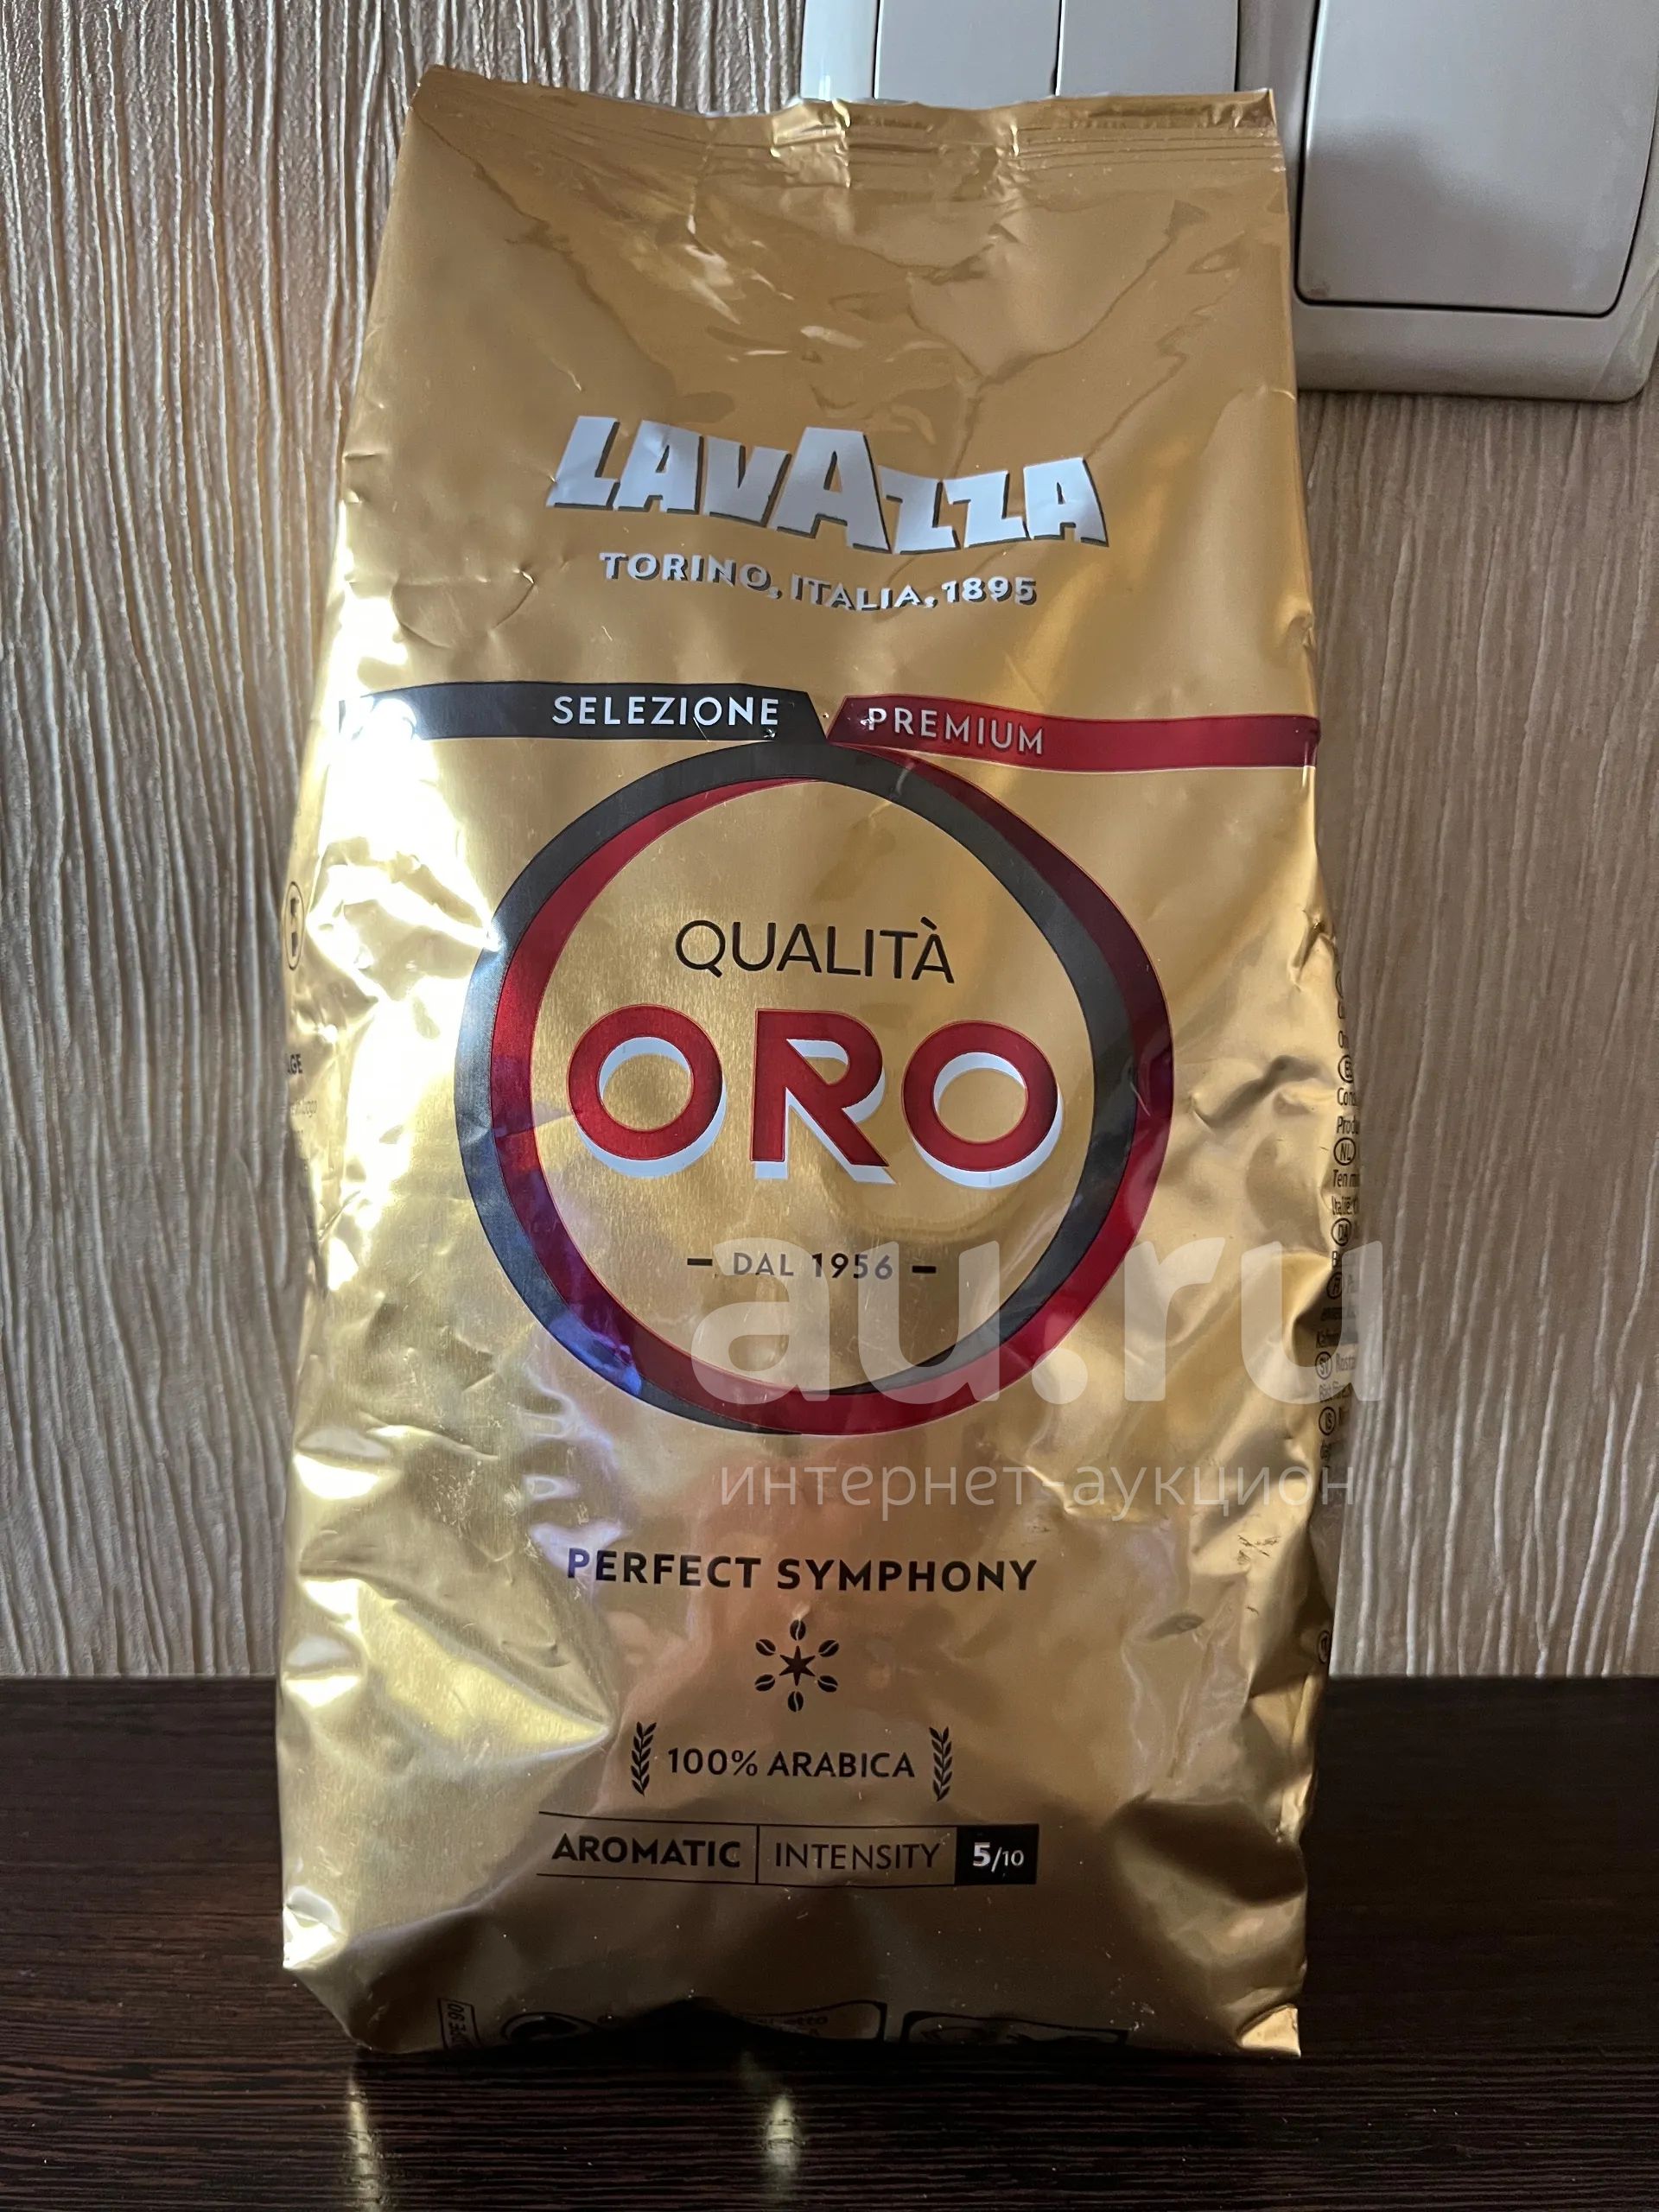 LAVAZZA
TORINO, ITALIA, 1895
SELEZIONE PREMIUM
QUALITÀ
ORO
– DAL 1956 –
au.ru
интернет-аукцион
PERFECT SYMPHONY
100% ARABICA
AROMATIC INTENSITY 5/10
NL